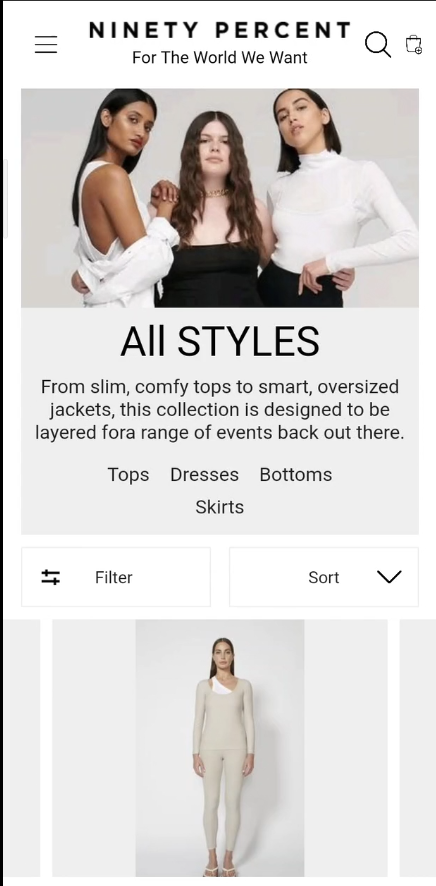 NINETY PERCENT
For The World We Want
All STYLES
From slim, comfy tops to smart, oversized
jackets, this collection is designed to be
layered fora range of events back out there.
Tops Dresses Bottoms
Skirts
Filter Sort